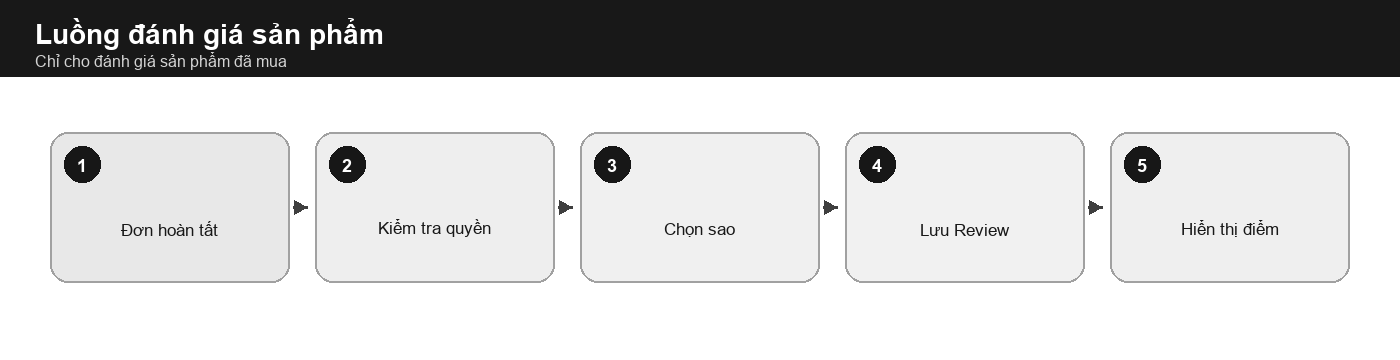 Luồng đánh giá sản phẩm
Chỉ cho đánh giá sản phẩm đã mua
1
Đơn hoàn tất
2
Kiểm tra quyền
3
Chọn sao
4
Lưu Review
5
Hiển thị điểm